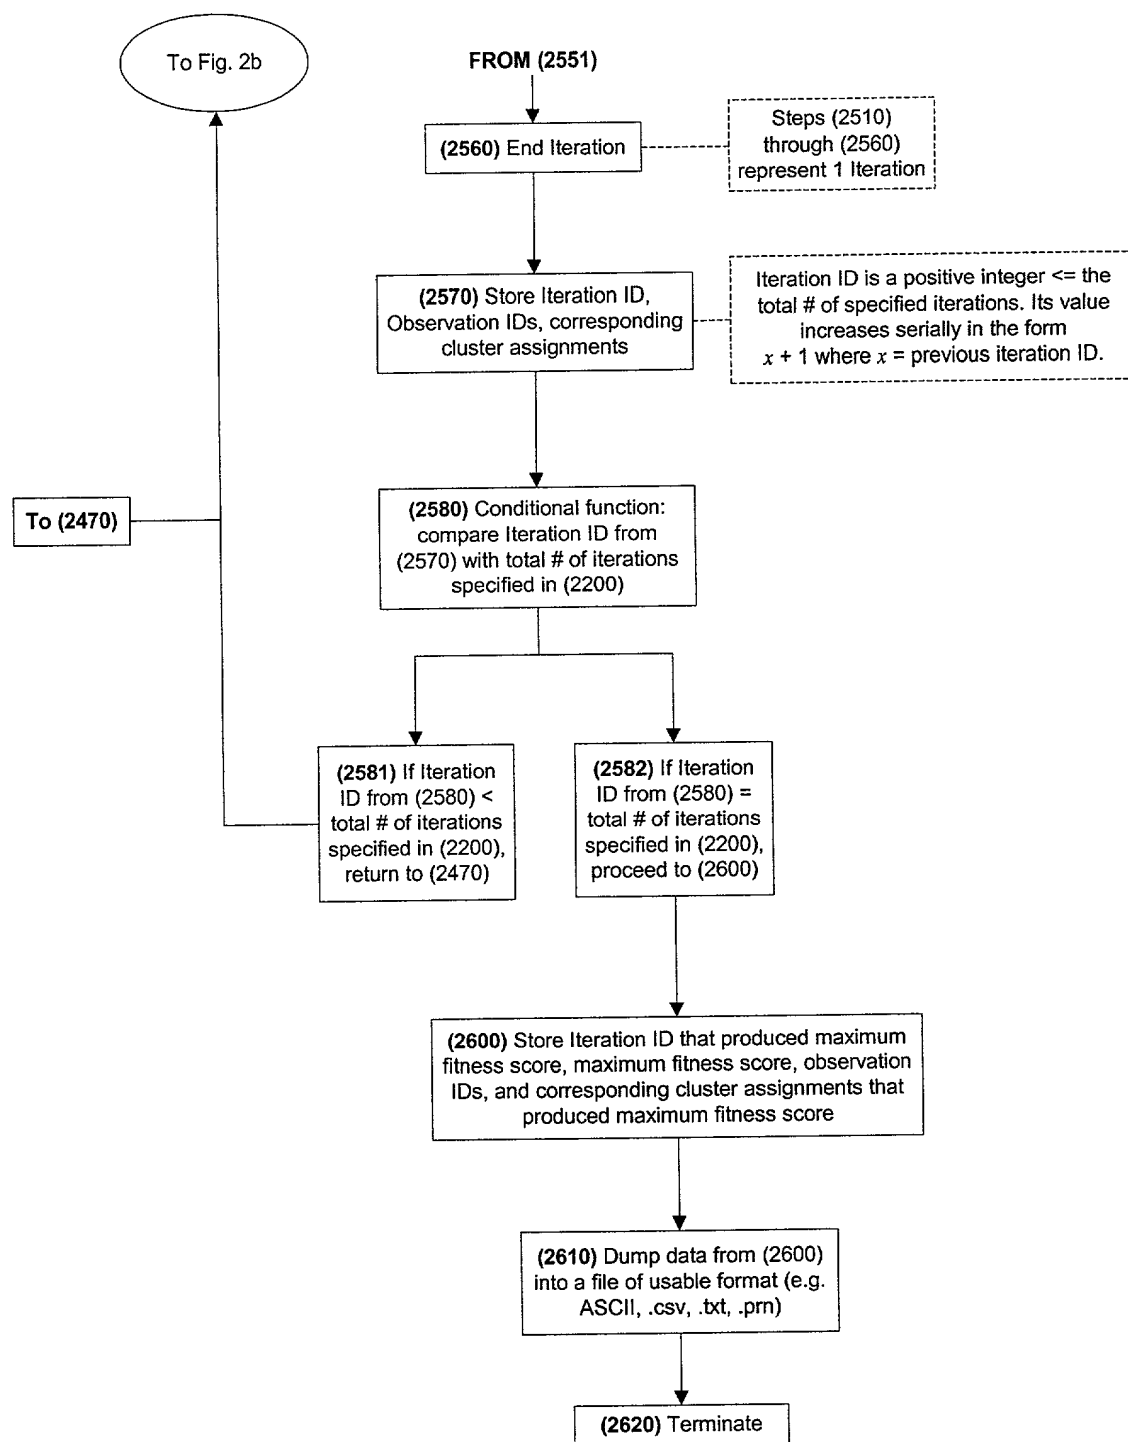 To Fig. 2b
FROM (2551)
(2560) End Iteration
Steps (2510)
through (2560)
represent 1 Iteration
(2570) Store Iteration ID,
Observation IDs, corresponding
cluster assignments
Iteration ID is a positive integer <= the
total # of specified iterations. Its value
increases serially in the form
x + 1 where x = previous iteration ID.
To (2470)
(2580) Conditional function:
compare Iteration ID from
(2570) with total # of iterations
specified in (2200)
(2581) If Iteration
ID from (2580) <
total # of iterations
specified in (2200),
return to (2470)
(2582) If Iteration
ID from (2580) =
total # of iterations
specified in (2200),
proceed to (2600)
(2600) Store Iteration ID that produced maximum
fitness score, maximum fitness score, observation
IDs, and corresponding cluster assignments that
produced maximum fitness score
(2610) Dump data from (2600)
into a file of usable format (e.g.
ASCII, .csv, .txt, .prn)
(2620) Terminate